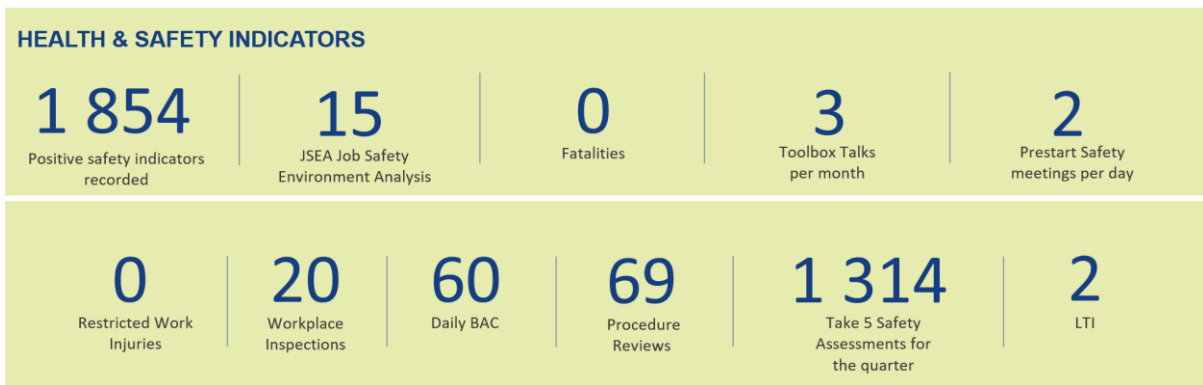 HEALTH & SAFETY INDICATORS
1 854
Positive safety indicators
recorded
15
JSEA Job Safety
Environment Analysis
0
Fatalities
3
Toolbox Talks
per month
2
Prestart Safety
meetings per day
0
Restricted Work
Injuries
20
Workplace
Inspections
60
Daily BAC
69
Procedure
Reviews
1 314
Take 5 Safety
Assessments for
the quarter
2
LTI